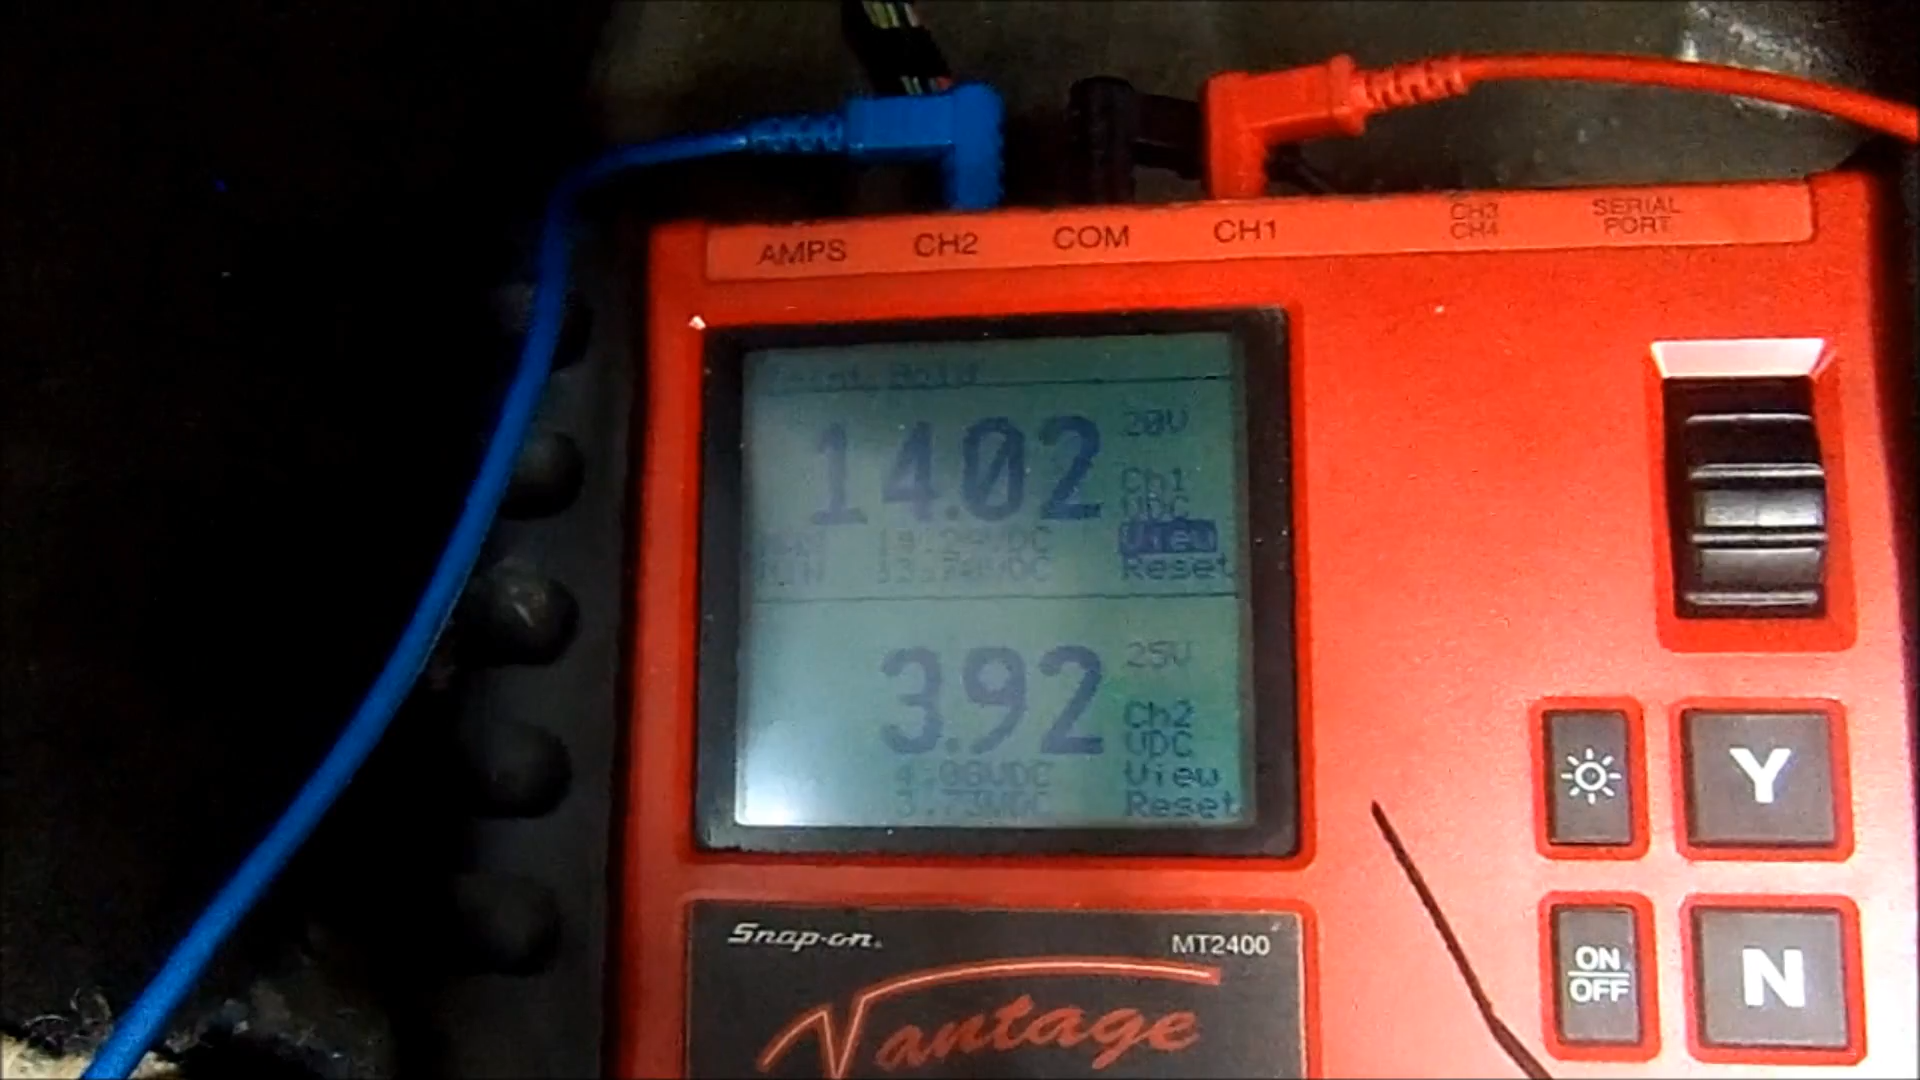 AMPS CH2 COM CH1 CH3 SERIAL
CH4 PORT
14.02 20V
Ch1
VDC
View
MIN Reset
3.92 25V
Ch2
VDC
4.06VDC View
3.73VDC Reset
Y
Snap-on. MT2400
Vantage
ON
OFF
N